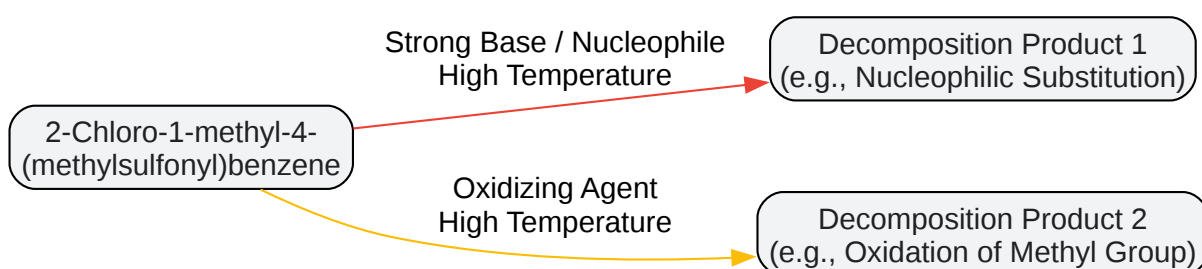 Strong Base / Nucleophile
High Temperature
Decomposition Product 1
(e.g., Nucleophilic Substitution)
2-Chloro-1-methyl-4-
(methylsulfonyl)benzene
Oxidizing Agent
High Temperature
Decomposition Product 2
(e.g., Oxidation of Methyl Group)